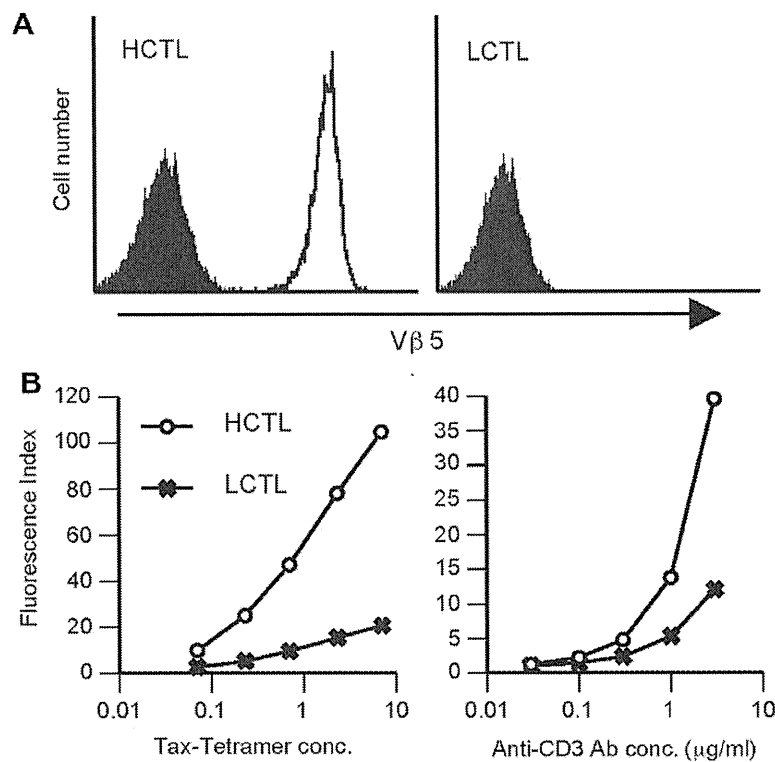 A
HCTL
LCTL
Cell number
Vβ 5
B
120
100
80
60
40
20
0
Fluorescence Index
HCTL
LCTL
0.01
0.1
1
10
Tax-Tetramer conc.
40
35
30
25
20
15
10
5
0
0.01
0.1
1
10
Anti-CD3 Ab conc. (μg/ml)